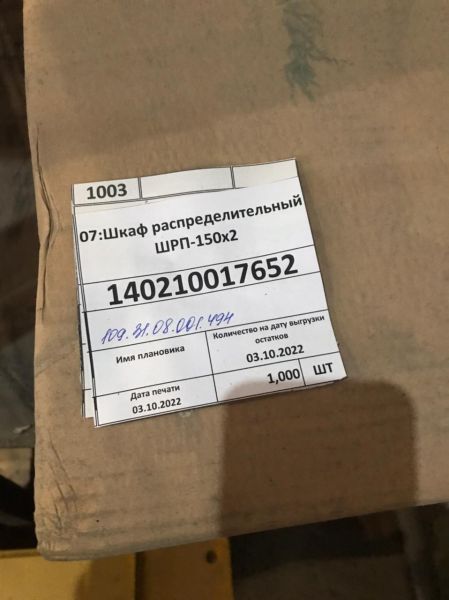 1003
07:Шкаф распределительный
ШРП-150х2
140210017652
109.31.08.001.494
Имя плановика
Количество на дату выгрузки
остатков
03.10.2022
Дата печати
03.10.2022
1,000 ШТ